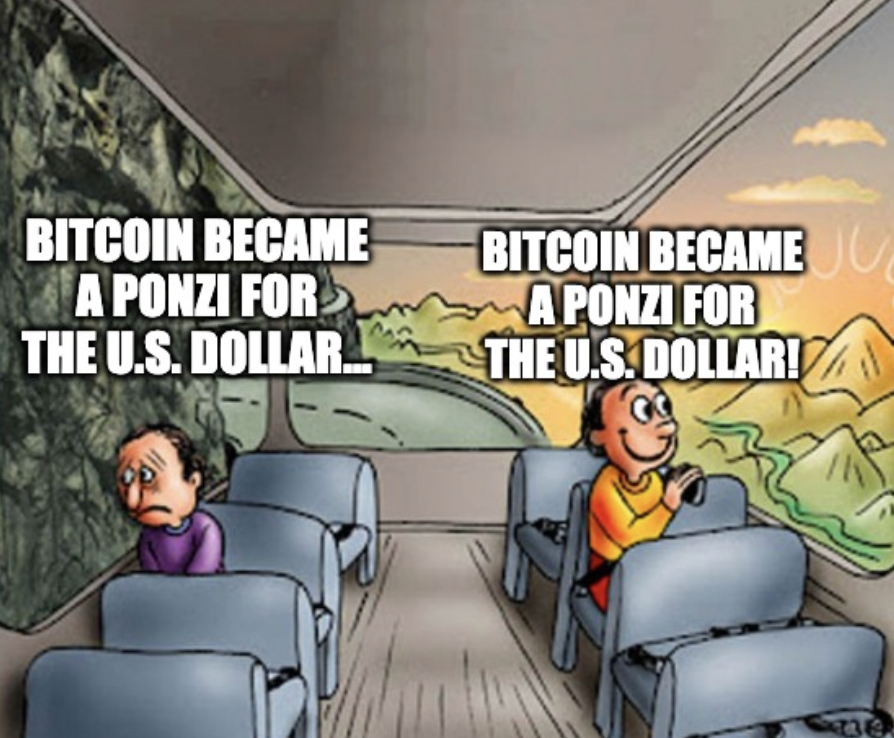 BITCOIN BECAME
A PONZI FOR
THE U.S. DOLLAR...
BITCOIN BECAME
A PONZI FOR
THE U.S. DOLLAR!